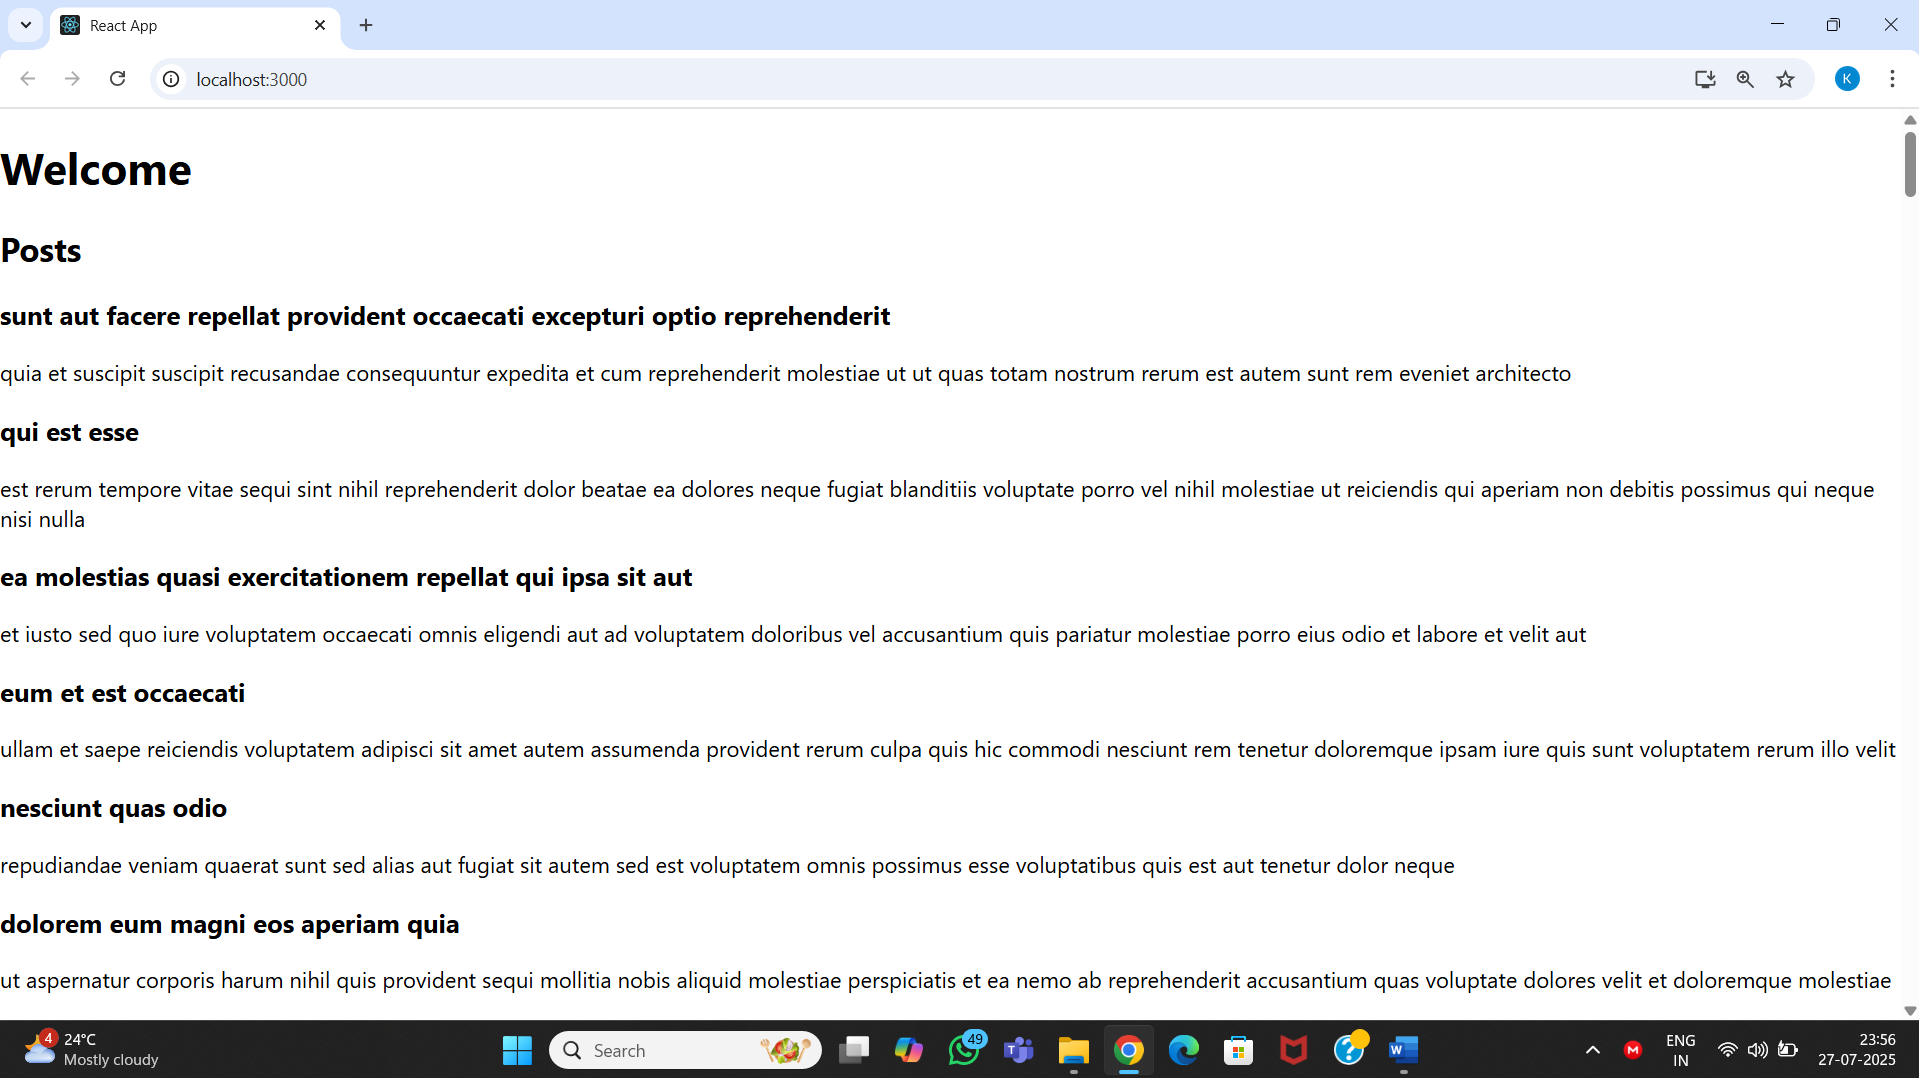 React App
localhost:3000
K
Welcome
Posts
sunt aut facere repellat provident occaecati excepturi optio reprehenderit
quia et suscipit suscipit recusandae consequuntur expedita et cum reprehenderit molestiae ut ut quas totam nostrum rerum est autem sunt rem eveniet architecto
qui est esse
est rerum tempore vitae sequi sint nihil reprehenderit dolor beatae ea dolores neque fugiat blanditiis voluptate porro vel nihil molestiae ut reiciendis qui aperiam non debitis possimus qui neque
nisi nulla
ea molestias quasi exercitationem repellat qui ipsa sit aut
et iusto sed quo iure voluptatem occaecati omnis eligendi aut ad voluptatem doloribus vel accusantium quis pariatur molestiae porro eius odio et labore et velit aut
eum et est occaecati
ullam et saepe reiciendis voluptatem adipisci sit amet autem assumenda provident rerum culpa quis hic commodi nesciunt rem tenetur doloremque ipsam iure quis sunt voluptatem rerum illo velit
nesciunt quas odio
repudiandae veniam quaerat sunt sed alias aut fugiat sit autem sed est voluptatem omnis possimus esse voluptatibus quis est aut tenetur dolor neque
dolorem eum magni eos aperiam quia
ut aspernatur corporis harum nihil quis provident sequi mollitia nobis aliquid molestiae perspiciatis et ea nemo ab reprehenderit accusantium quas voluptate dolores velit et doloremque molestiae
4
24°C
Mostly cloudy
Search
49
ENG
IN
23:56
27-07-2025